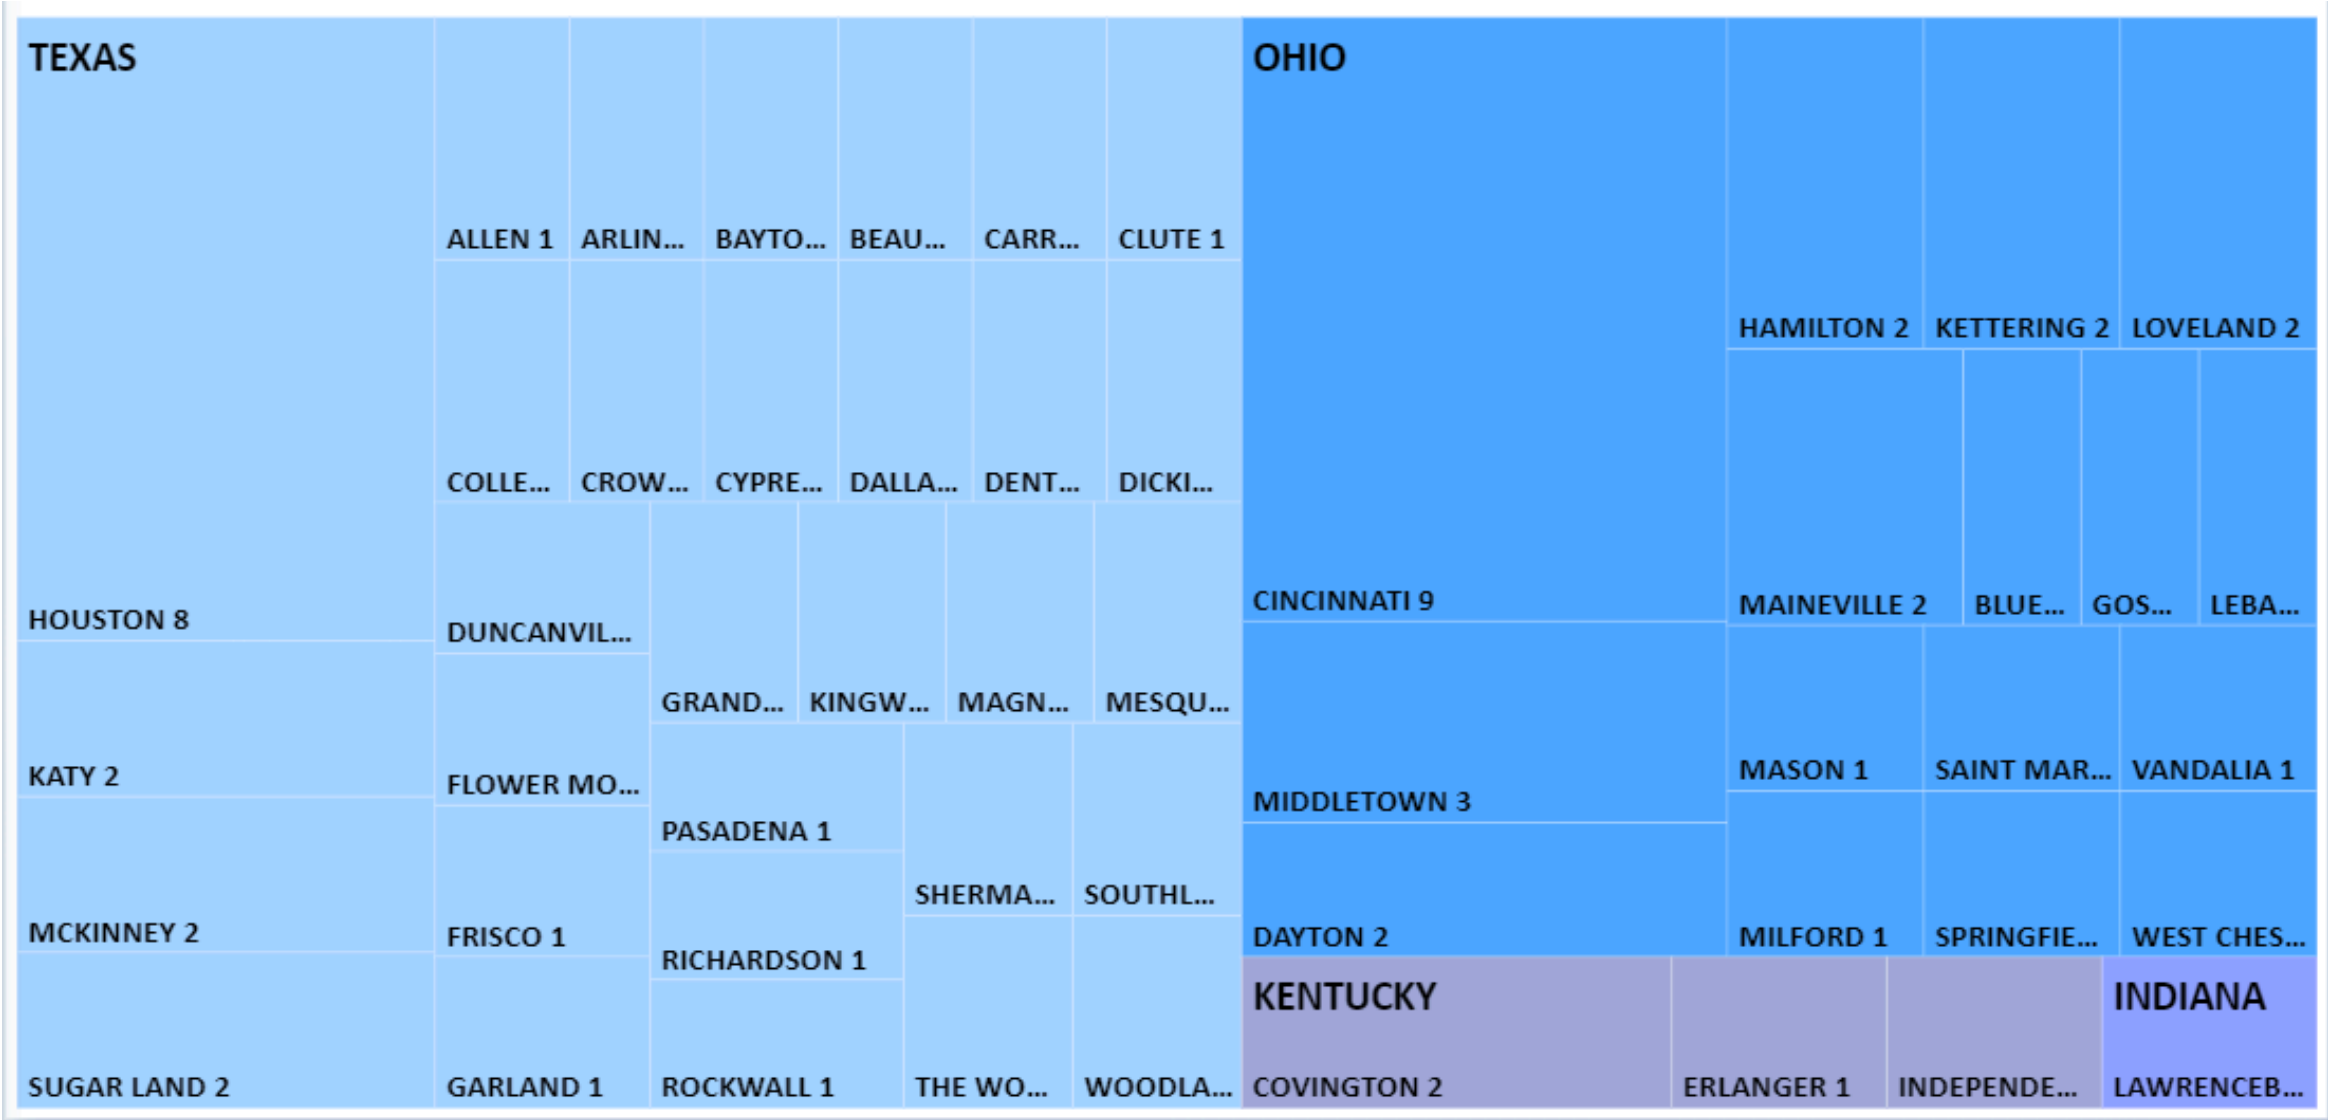 TEXAS
HOUSTON 8
KATY 2
MCKINNEY 2
SUGAR LAND 2
ALLEN 1
ARLIN...
BAYTO...
BEAU...
CARR...
CLUTE 1
COLLE...
CROW...
CYPRE...
DALLA...
DENT...
DICKI...
DUNCANVIL...
FLOWER MO...
FRISCO 1
GARLAND 1
GRAND...
KINGW...
MAGN...
MESQU...
PASADENA 1
RICHARDSON 1
ROCKWALL 1
SHERMA...
SOUTHL...
THE WO...
WOODLA...
OHIO
CINCINNATI 9
MIDDLETOWN 3
DAYTON 2
HAMILTON 2
KETTERING 2
LOVELAND 2
MAINEVILLE 2
BLUE...
GOS...
LEBA...
MASON 1
SAINT MAR...
VANDALIA 1
MILFORD 1
SPRINGFIE...
WEST CHES...
KENTUCKY
COVINGTON 2
ERLANGER 1
INDEPENDE...
INDIANA
LAWRENCEB...